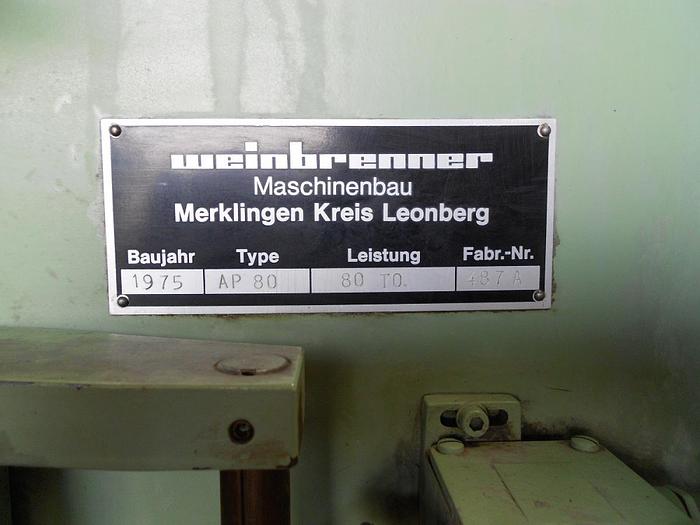 weinbrenner
Maschinenbau
Merklingen Kreis Leonberg
Baujahr Type Leistung Fabr.-Nr.
1975 AP 80 80 TO. 487 A